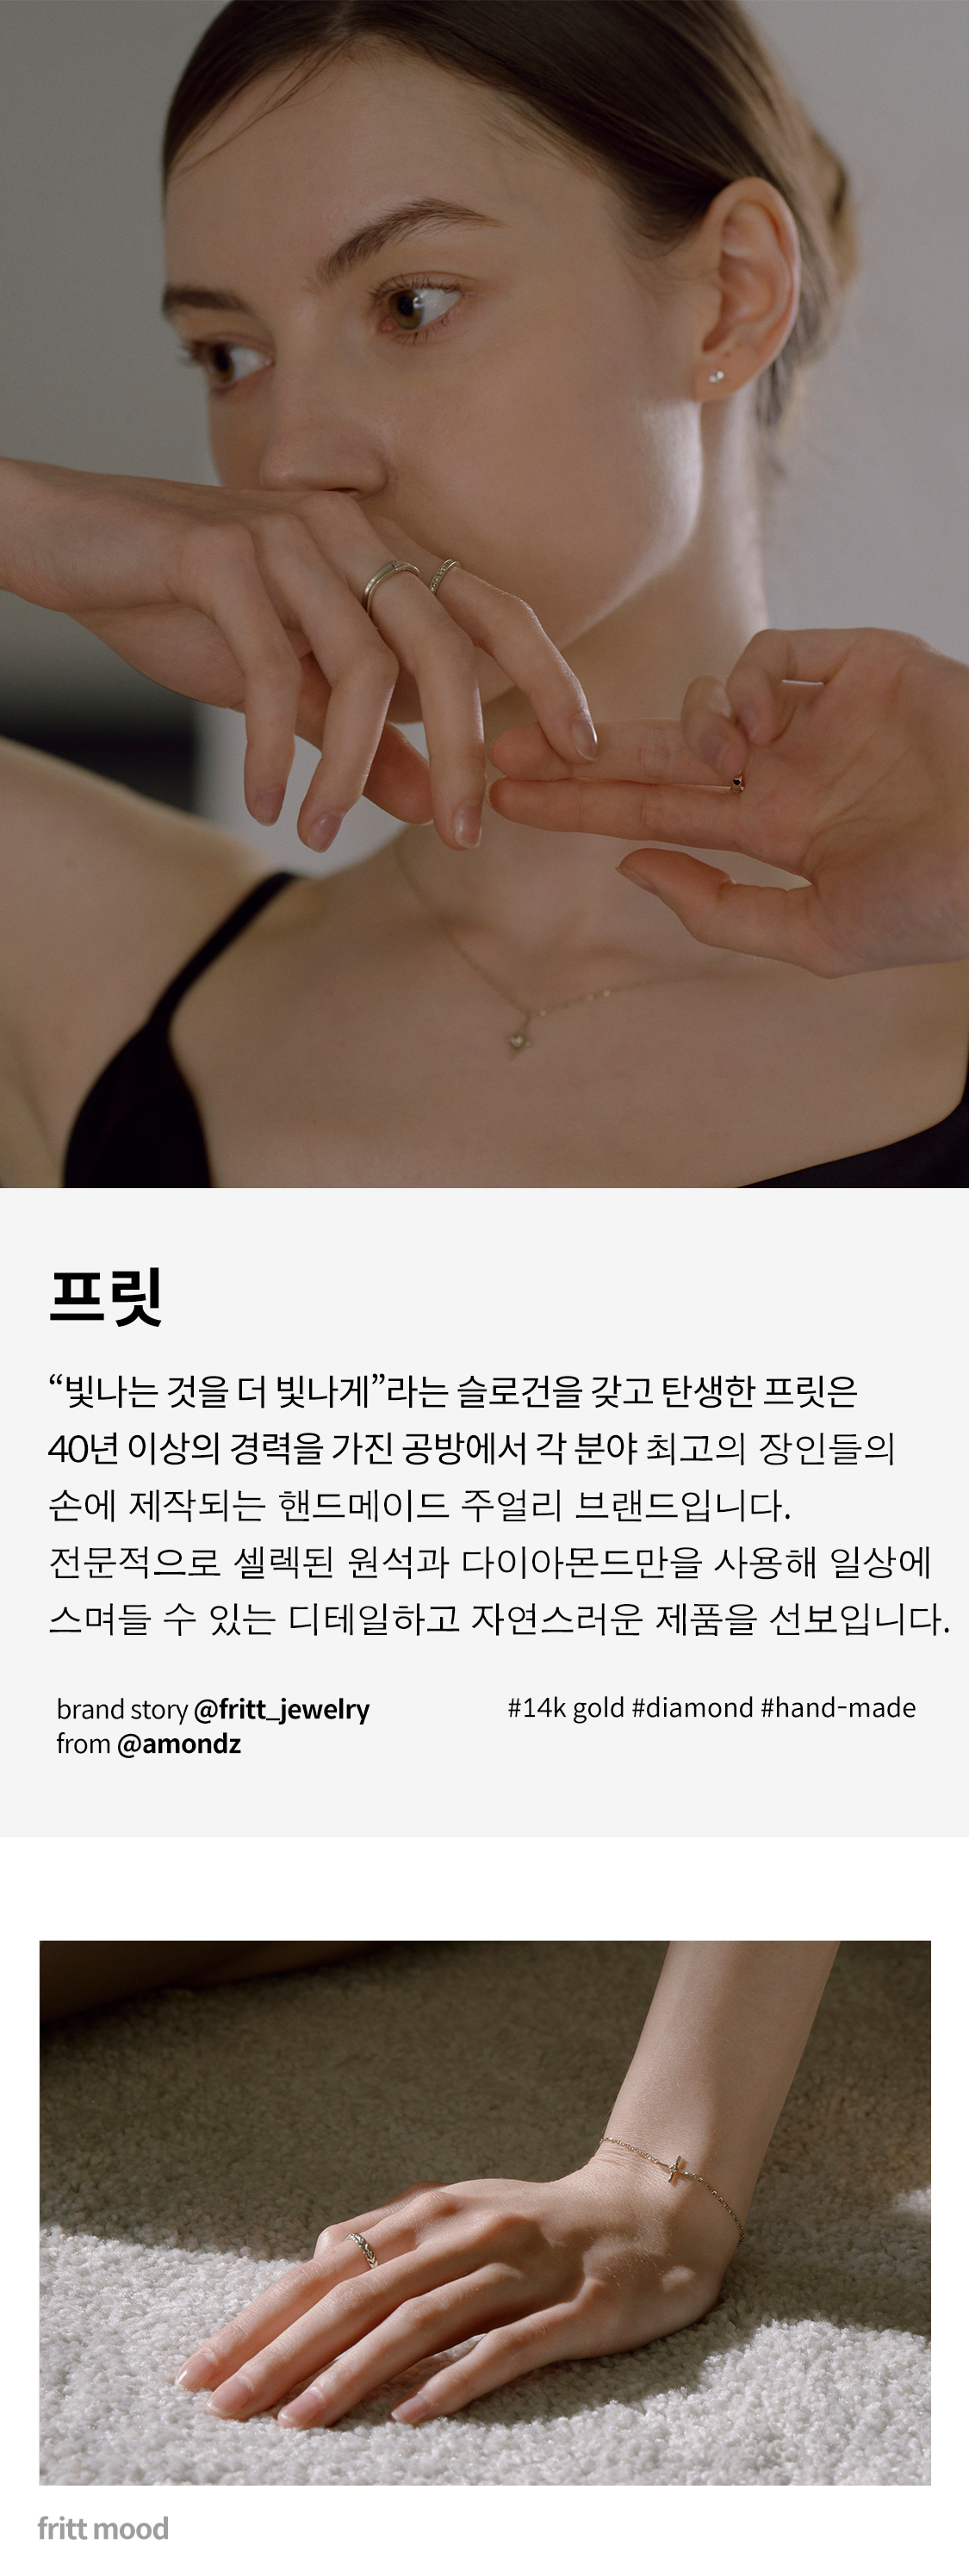 프릿
“빛나는 것을 더 빛나게”라는 슬로건을 갖고 탄생한 프릿은
40년 이상의 경력을 가진 공방에서 각 분야 최고의 장인들의
손에 제작되는 핸드메이드 주얼리 브랜드입니다.
전문적으로 셀렉된 원석과 다이아몬드만을 사용해 일상에
스며들 수 있는 디테일하고 자연스러운 제품을 선보입니다.
brand story @fritt_jewelry
from @amondz
#14k gold #diamond #hand-made
fritt mood